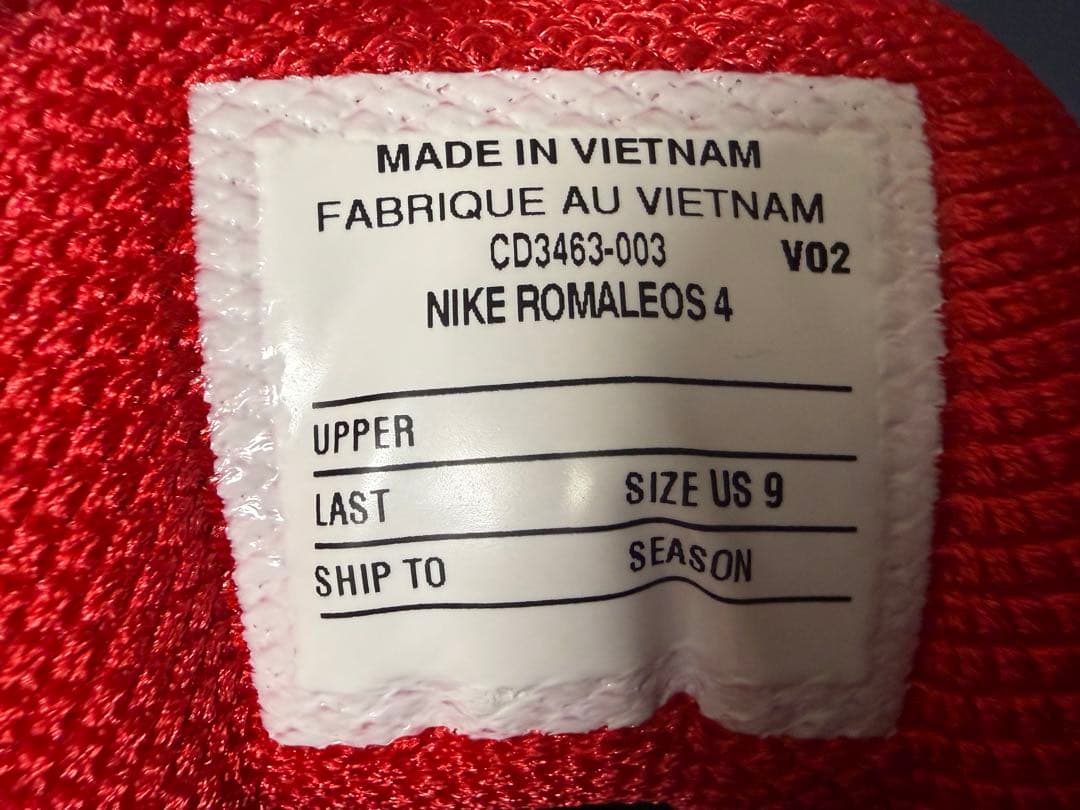 MADE IN VIETNAM
FABRIQUE AU VIETNAM
CD3463-003 V02
NIKE ROMALEOS 4
UPPER
LAST SIZE US 9
SHIP TO SEASON